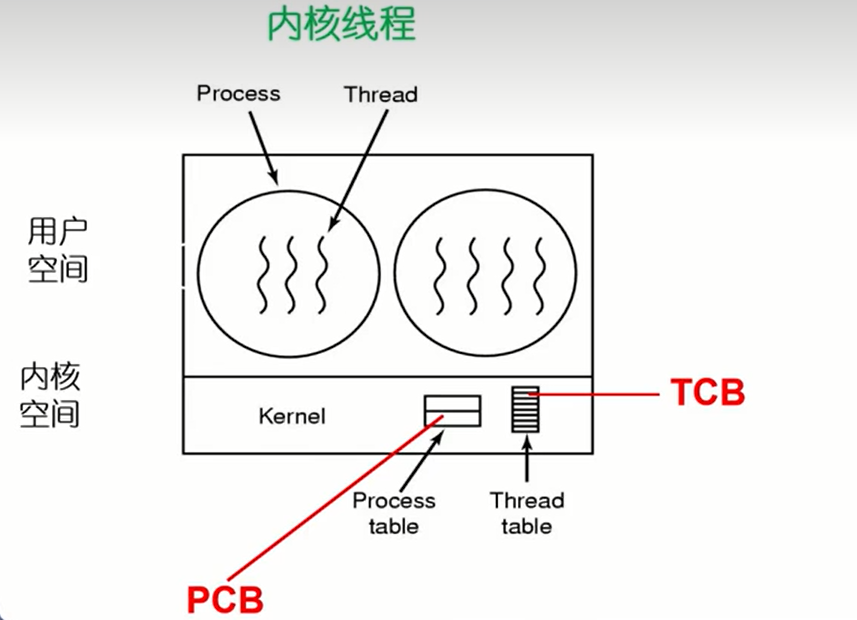 内核线程
Process
Thread
用户
空间
内核
空间
Kernel
TCB
Process
table
Thread
table
PCB